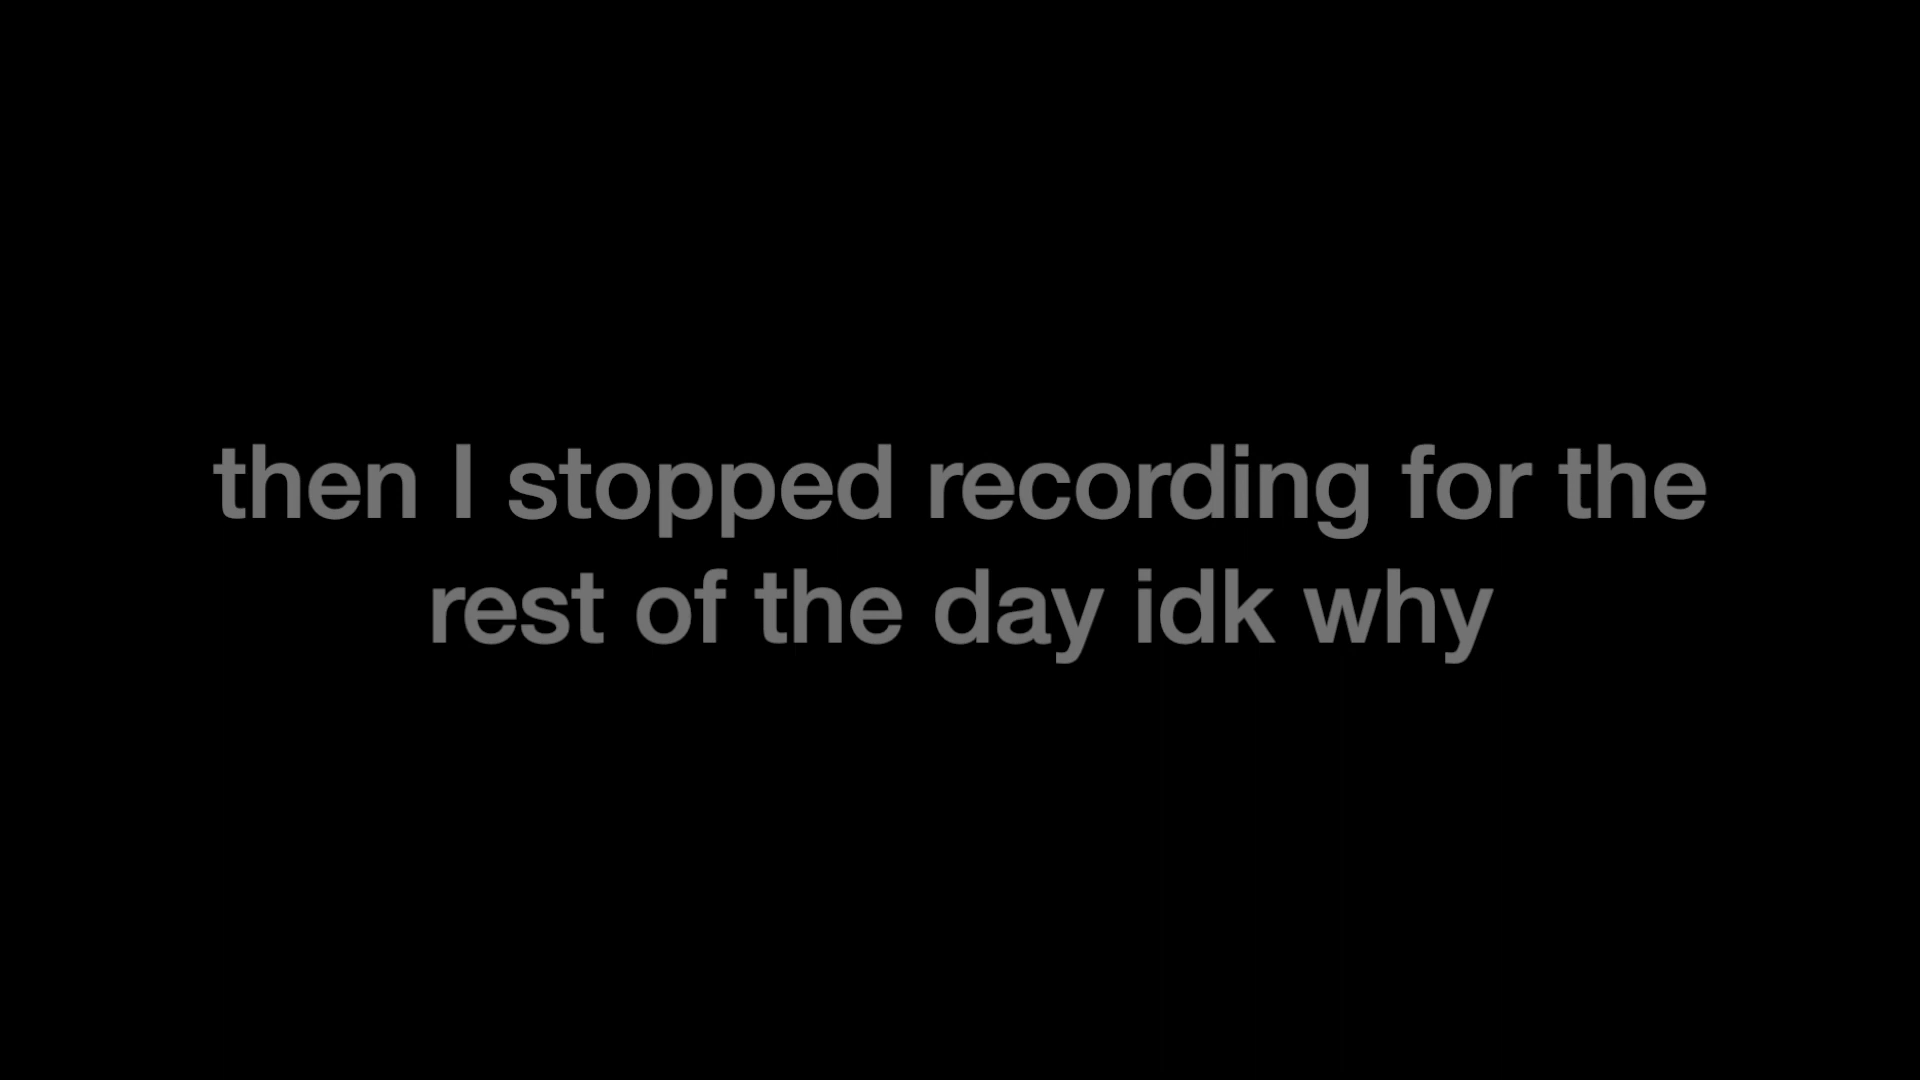 then I stopped recording for the
rest of the day idk why